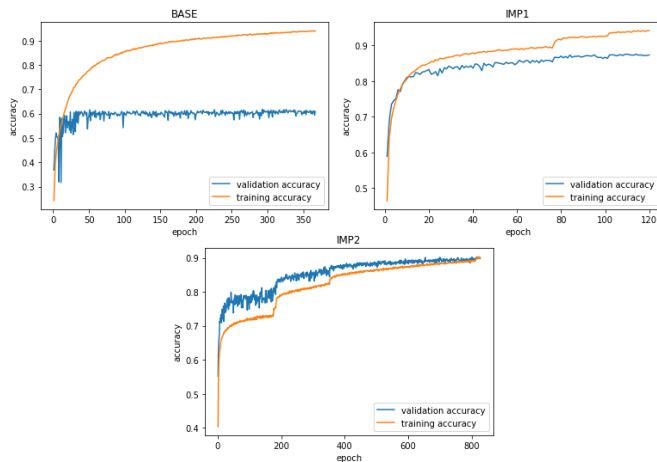 BASE
0.9
0.8
0.7
0.6
0.5
0.4
0.3
accuracy
validation accuracy
training accuracy
0 50 100 150 200 250 300 350
epoch
IMP1
0.9
0.8
0.7
0.6
0.5
accuracy
validation accuracy
training accuracy
0 20 40 60 80 100 120
epoch
IMP2
0.9
0.8
0.7
0.6
0.5
0.4
accuracy
validation accuracy
training accuracy
0 200 400 600 800
epoch